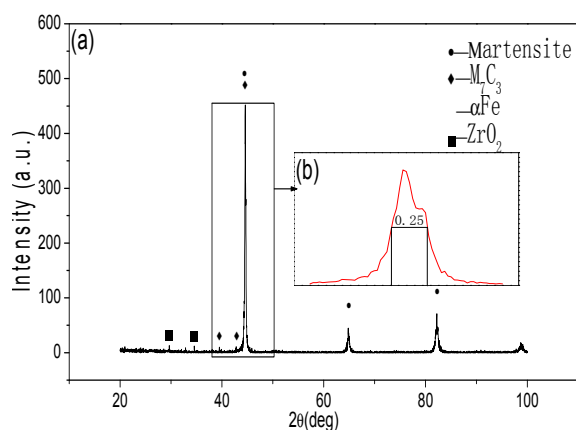 (a)
600
500
400
300
200
100
0
Intensity (a.u.)
20 40 60 80 100
2θ(deg)
—Martensite
—M7C3
—αFe
—ZrO2
(b)
0.25